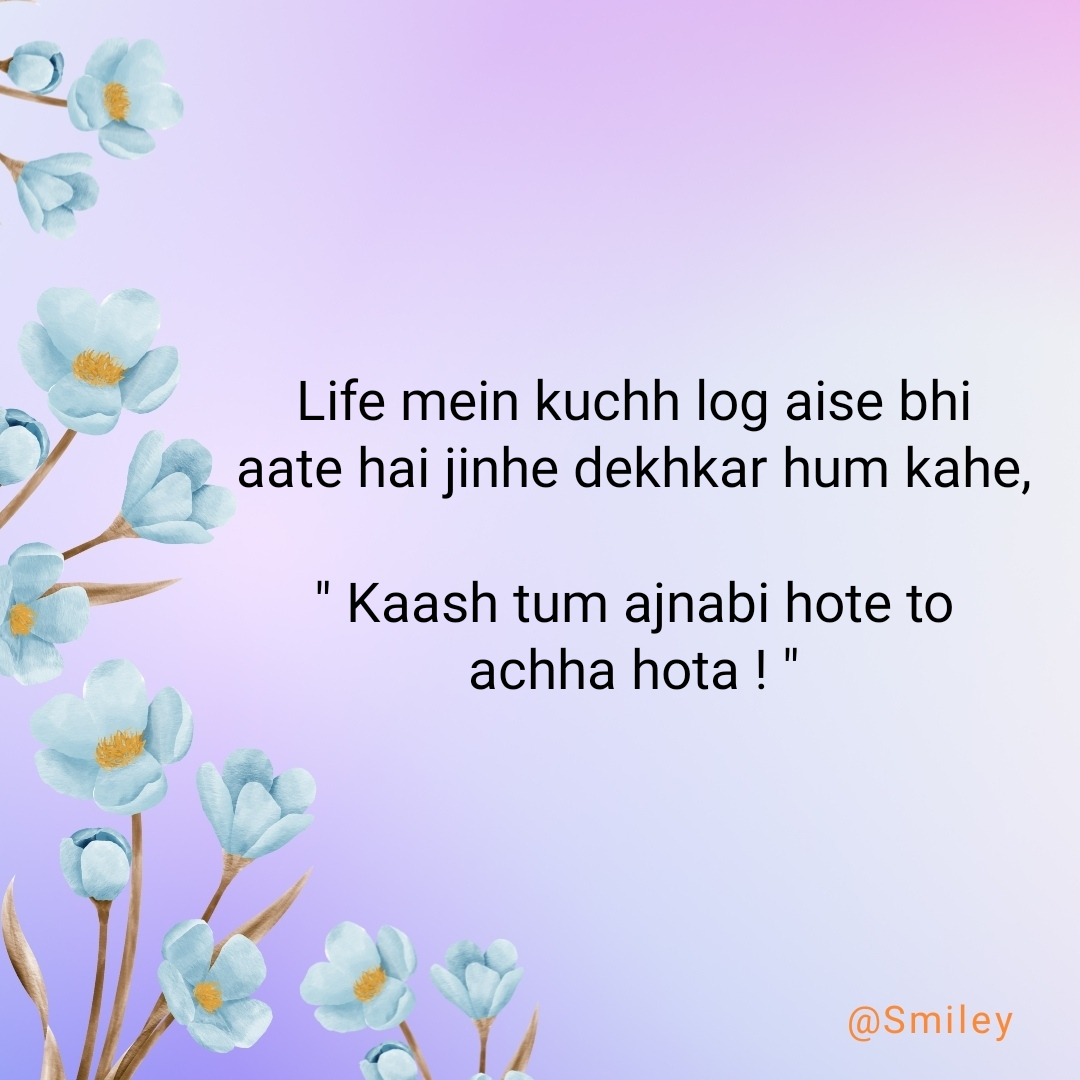 Life mein kuchh log aise bhi
aate hai jinhe dekhkar hum kahe,
" Kaash tum ajnabi hote to
achha hota ! "
@Smiley